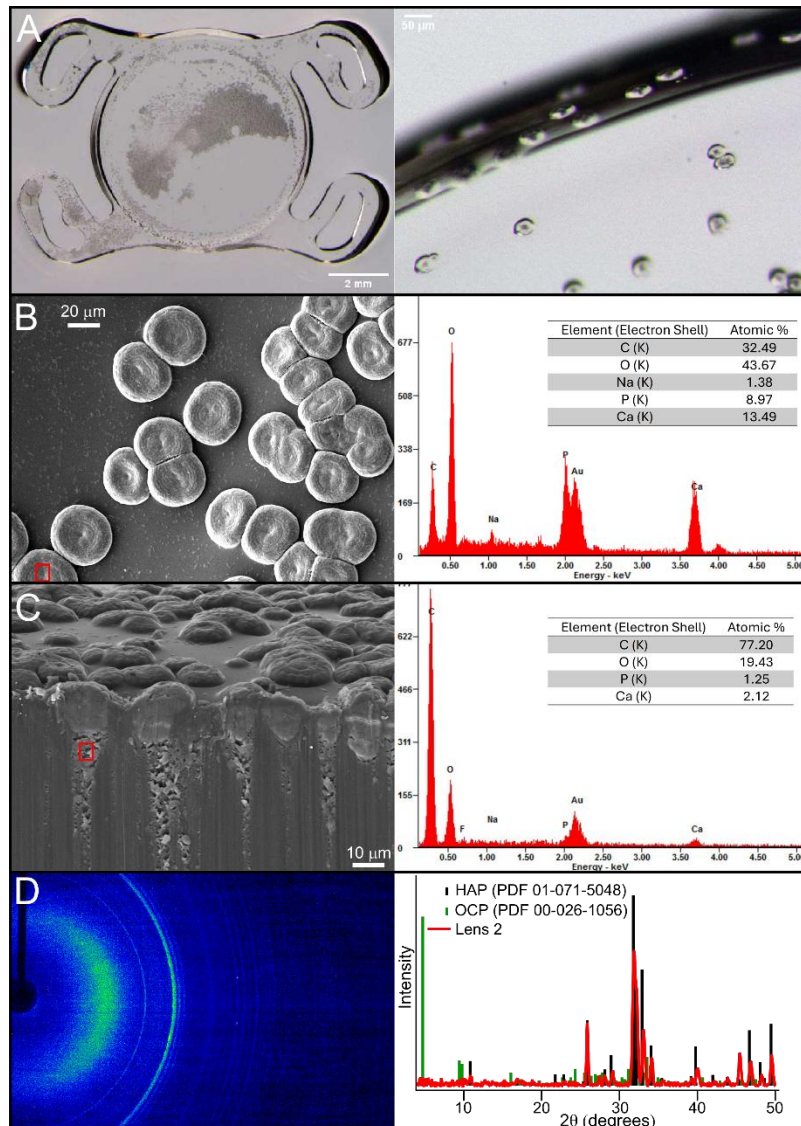 A
2 mm
50 µm
B
20 µm
677
508
338
169
0
C
O
Na
P
Au
Ca
0.50 1.00 1.50 2.00 2.50 3.00 3.50 4.00 4.50 5.0
Energy - keV
Element (Electron Shell) Atomic %
C (K) 32.49
O (K) 43.67
Na (K) 1.38
P (K) 8.97
Ca (K) 13.49
C
10 µm
622
466
311
155
0
C
O
F
Na
P
Au
Ca
0.50 1.00 1.50 2.00 2.50 3.00 3.50 4.00 4.50 5.0
Energy - keV
Element (Electron Shell) Atomic %
C (K) 77.20
O (K) 19.43
P (K) 1.25
Ca (K) 2.12
D
HAP (PDF 01-071-5048)
OCP (PDF 00-026-1056)
Lens 2
Intensity
10 20 30 40 50
2θ (degrees)